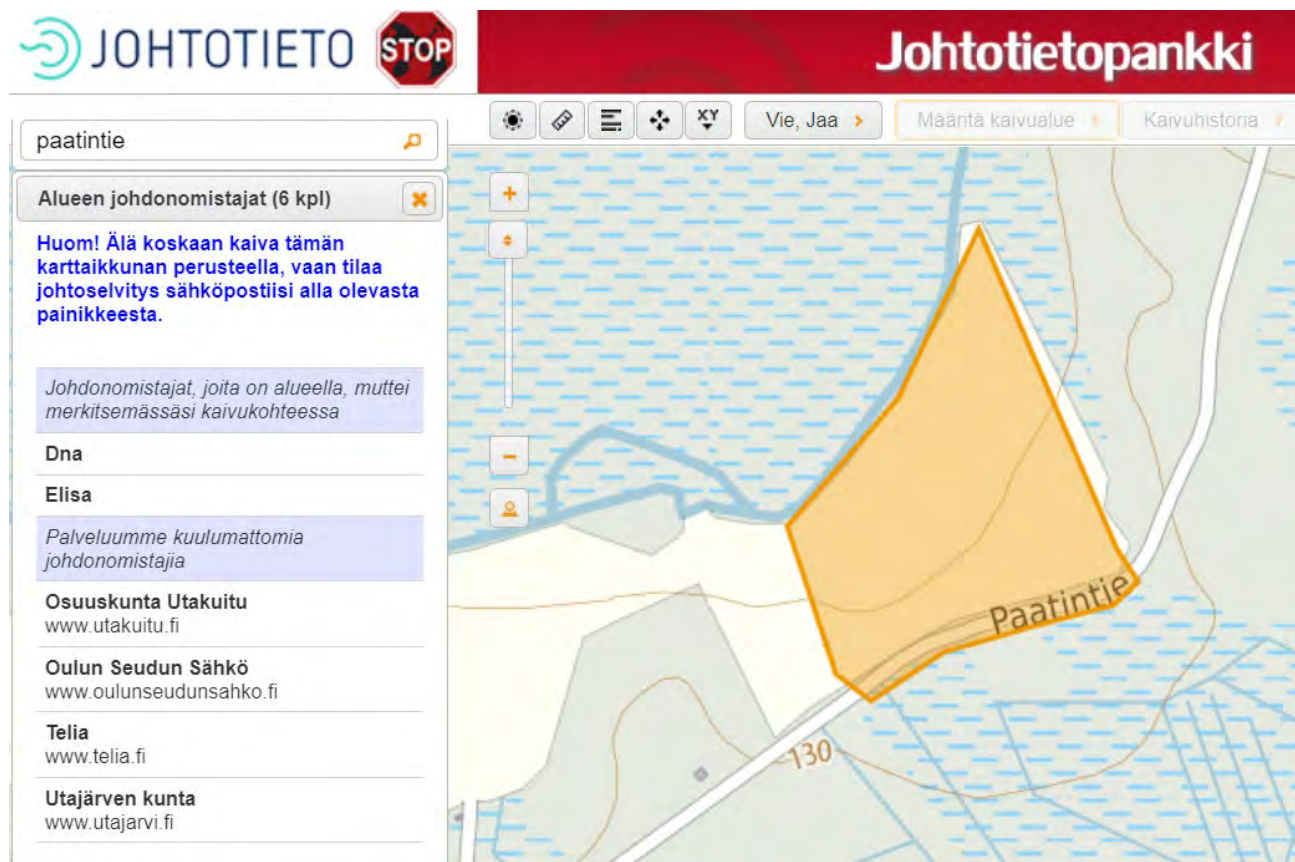 JOHTOTIETO STOP
Johtotietopankki
paatintie
XY
Vie, Jaa
Määritä kaivualue
Kaivuhistoria
Alueen johdonomistajat (6 kpl)
Huom! Älä koskaan kaiva tämän
karttaikkunan perusteella, vaan tilaa
johtoselvitys sähköpostiisi alla olevasta
painikkeesta.
Johdonomistajat, joita on alueella, muttei
merkitsemässäsi kaivukohteessa
Dna
Elisa
Palveluumme kuulumattomia
johdonomistajia
Osuuskunta Utakuitu
www.utakuitu.fi
Oulun Seudun Sähkö
www.oulunseudunsahko.fi
Telia
www.telia.fi
Utajärven kunta
www.utajarvi.fi
Paatintie
130